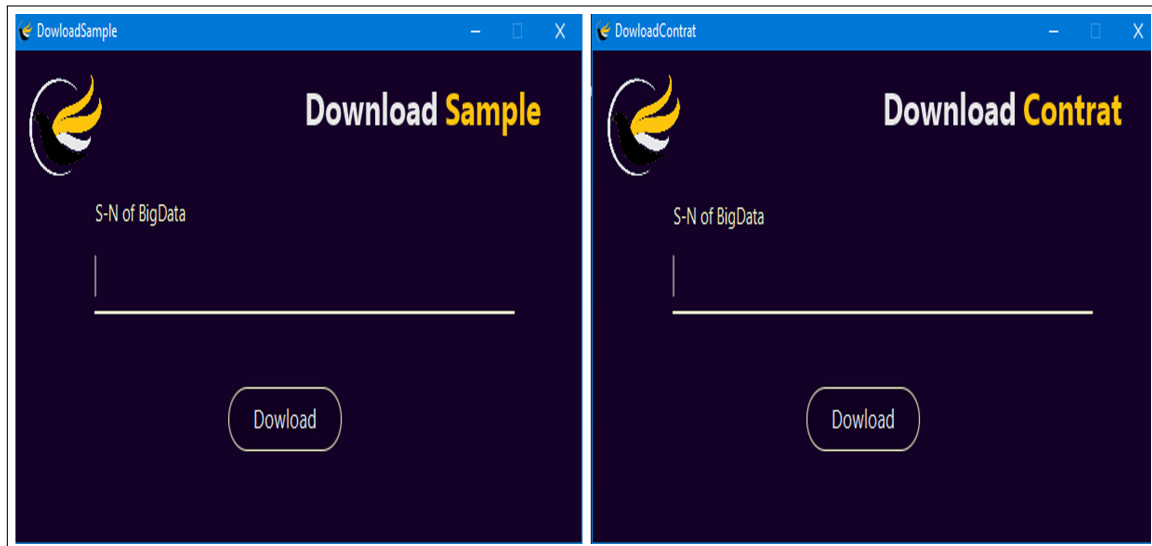 DowloadSample
Download Sample
S-N of BigData
Dowload
DowloadContrat
Download Contrat
S-N of BigData
Dowload